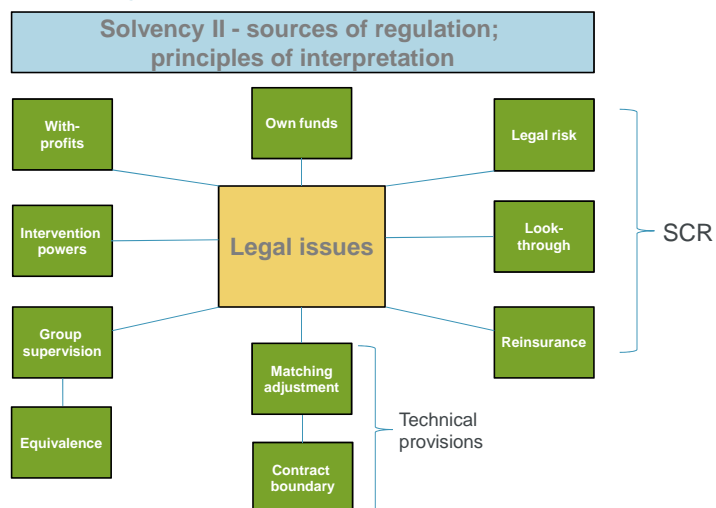 Solvency II - sources of regulation;
principles of interpretation
With-
profits
Own funds
Legal risk
Intervention
powers
Legal issues
Look-
through
SCR
Group
supervision
Matching
adjustment
Reinsurance
Technical
provisions
Equivalence
Contract
boundary